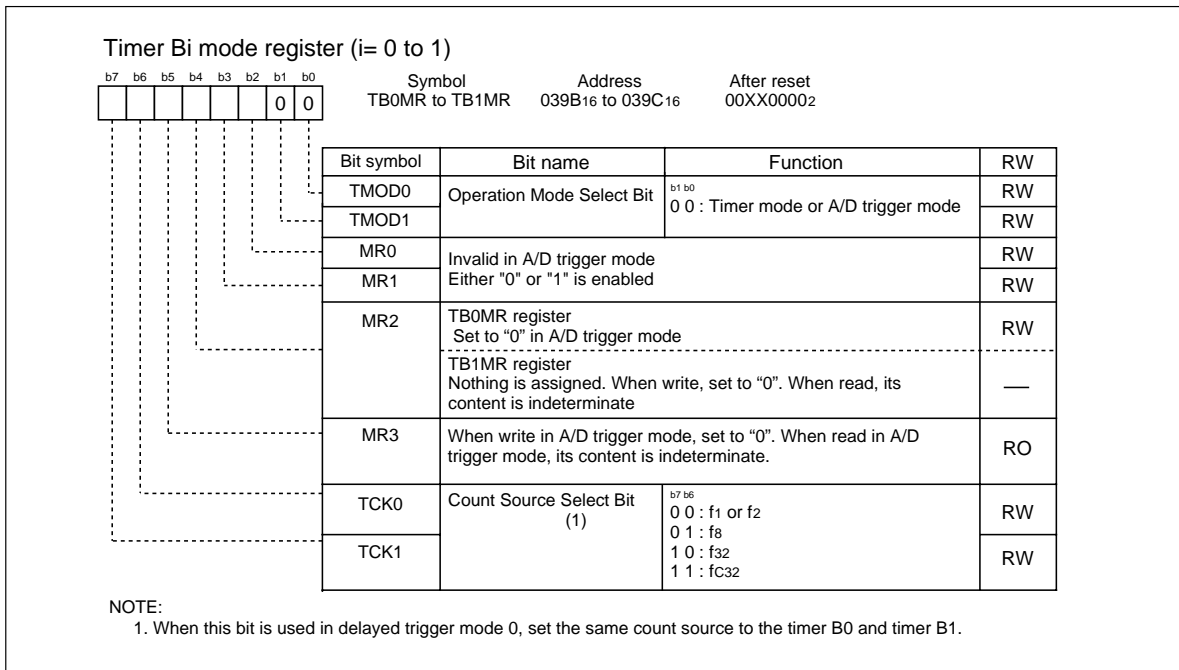 Timer Bi mode register (i= 0 to 1)
b7 b6 b5 b4 b3 b2 b1 b0
0 0
Symbol Address After reset
TB0MR to TB1MR 039B16 to 039C16 00XX00002
Bit symbol Bit name Function RW
TMOD0 Operation Mode Select Bit b1 b0 RW
0 0 : Timer mode or A/D trigger mode
TMOD1 RW
MR0 Invalid in A/D trigger mode RW
MR1 Either "0" or "1" is enabled RW
MR2 TB0MR register
Set to “0” in A/D trigger mode RW
TB1MR register
Nothing is assigned. When write, set to “0”. When read, its
content is indeterminate —
MR3 When write in A/D trigger mode, set to “0”. When read in A/D
trigger mode, its content is indeterminate. RO
TCK0 Count Source Select Bit b7 b6
(1) 0 0 : f1 or f2 RW
0 1 : f8
TCK1 1 0 : f32 RW
1 1 : fC32
NOTE:
1. When this bit is used in delayed trigger mode 0, set the same count source to the timer B0 and timer B1.